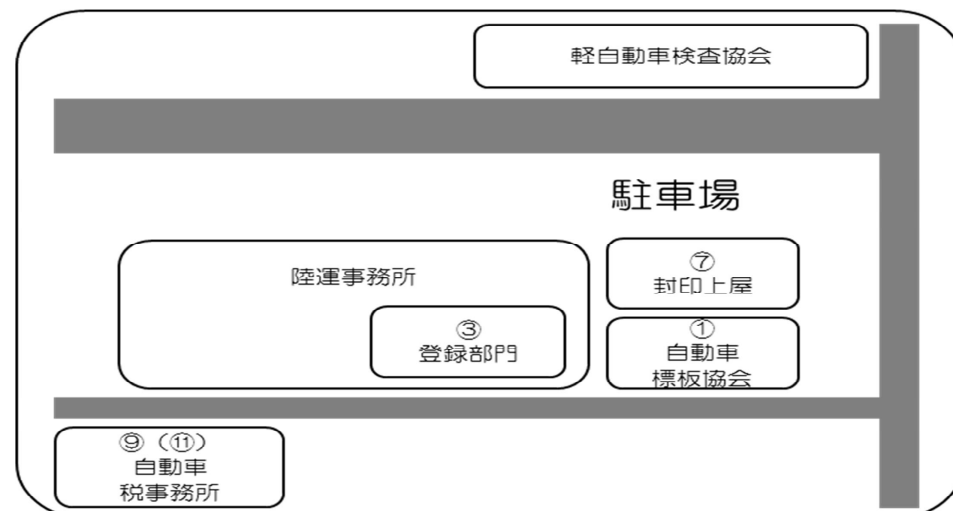 軽自動車検査協会
駐車場
陸運事務所
③
登録部門
⑦
封印上屋
①
自動車
標板協会
⑨（⑪）
自動車
税事務所